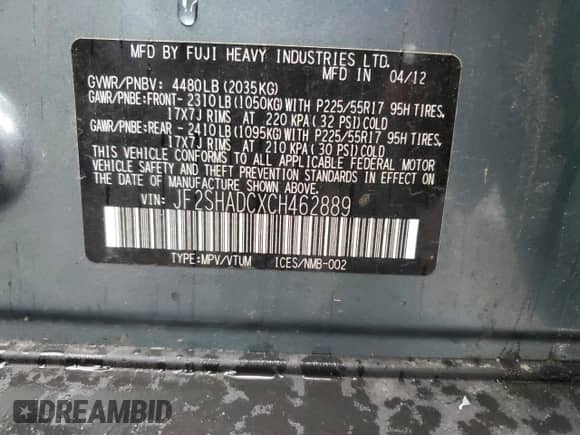 MFD BY FUJI HEAVY INDUSTRIES LTD.
MFD IN 04/12
GVWR/PNBV: 4480LB(2035KG)
GAWR/PNBE:FRONT- 2310LB(1050KG)WITH P225/55R17 95H TIRES,
17X7J RIMS AT 220 KPA( 32 PSI)COLD
GAWR/PNBE:REAR - 2410LB(1095KG)WITH P225/55R17 95H TIRES,
17X7J RIMS AT 210 KPA( 30 PSI)COLD
THIS VEHICLE CONFORMS TO ALL APPLICABLE FEDERAL MOTOR
VEHICLE SAFETY AND THEFT PREVENTION STANDARDS IN EFFECT
ON THE DATE OF MANUFACTURE SHOWN ABOVE.
VIN: JF2SHADCXCH462889
TYPE:MPV/VTUM ICES/NMB-002
DREAMBID